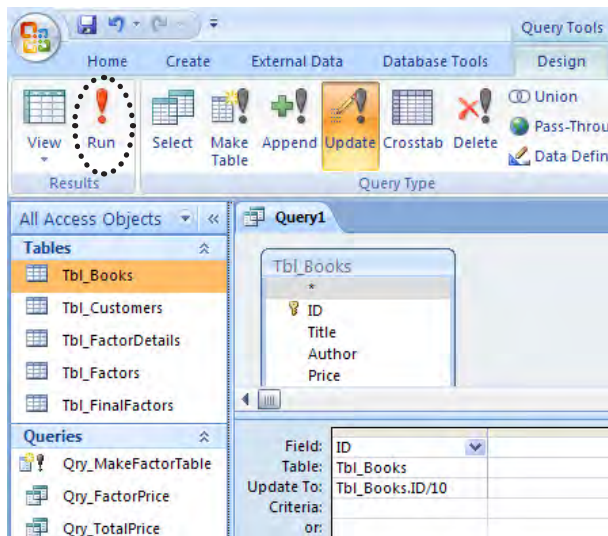 Query Tools
Home Create External Data Database Tools Design
View Run Select Make Table Append Update Crosstab Delete
Union
Pass-Throu
Data Defin
Results Query Type
All Access Objects « Query1
Tables
Tbl_Books
Tbl_Customers
Tbl_FactorDetails
Tbl_Factors
Tbl_FinalFactors
Queries
Qry_MakeFactorTable
Qry_FactorPrice
Qry_TotalPrice
Tbl_Books
*
ID
Title
Author
Price
Field: ID
Table: Tbl_Books
Update To: Tbl_Books.ID/10
Criteria:
or: